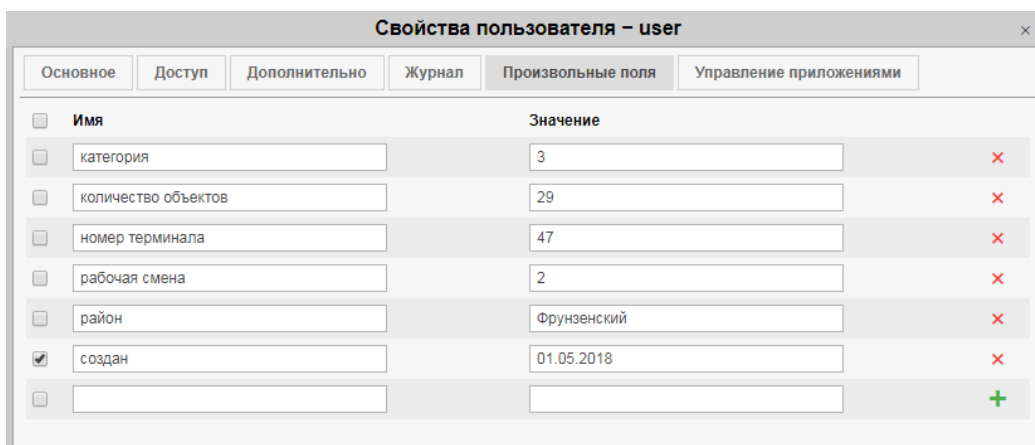 Свойства пользователя – user
Основное Доступ Дополнительно Журнал Произвольные поля Управление приложениями
Имя Значение
категория 3
количество объектов 29
номер терминала 47
рабочая смена 2
район Фрунзенский
создан 01.05.2018